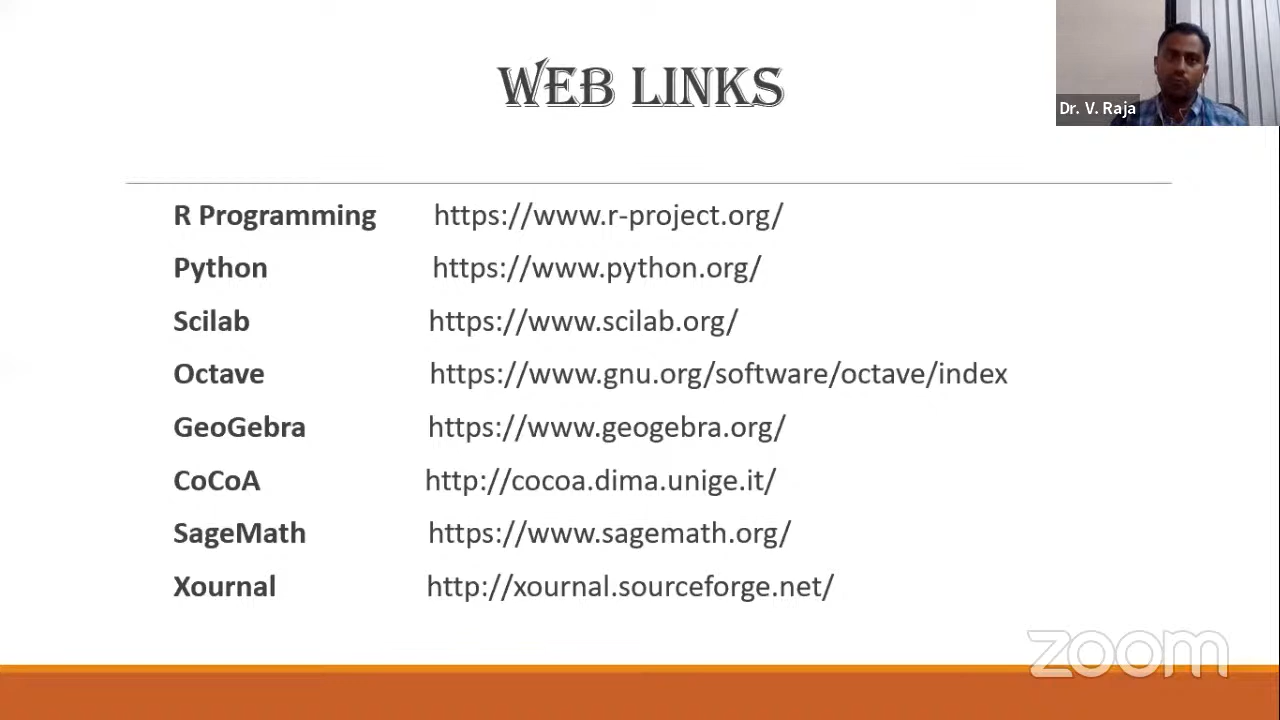 WEB LINKS
Dr. V. Raja
R Programming https://www.r-project.org/
Python https://www.python.org/
Scilab https://www.scilab.org/
Octave https://www.gnu.org/software/octave/index
GeoGebra https://www.geogebra.org/
CoCoA http://cocoa.dima.unige.it/
SageMath https://www.sagemath.org/
Xournal http://xournal.sourceforge.net/
zoom